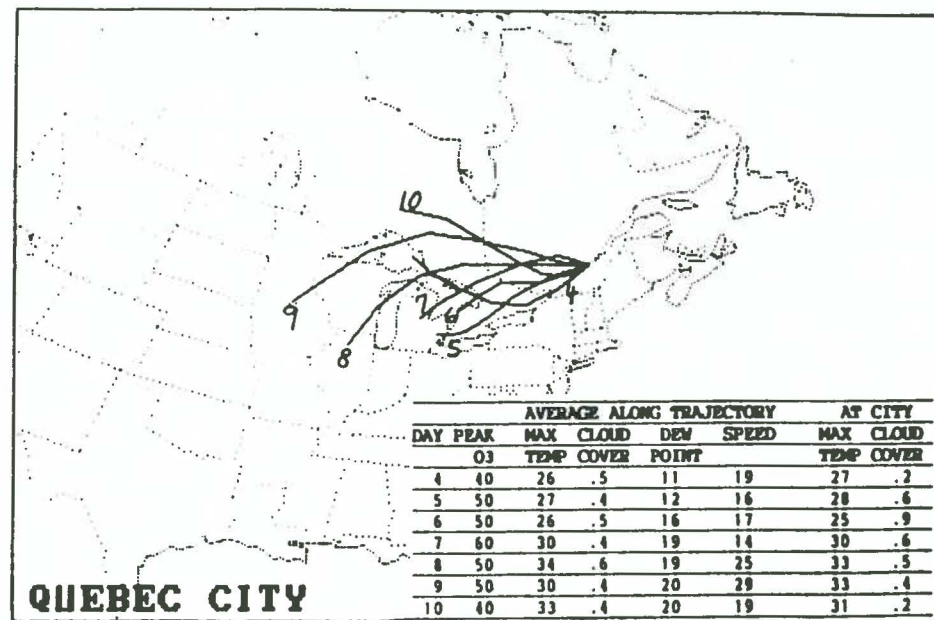 10
9
8
7
6
5
4
AVERAGE ALONG TRAJECTORY AT CITY
DAY PEAK MAX CLOUD DEW SPEED MAX CLOUD
O3 TEMP COVER POINT TEMP COVER
4 40 26 .5 11 19 27 .2
5 50 27 .4 12 16 28 .6
6 50 26 .5 16 17 25 .9
7 60 30 .4 19 14 30 .6
8 50 34 .6 19 25 33 .5
9 50 30 .4 20 29 33 .4
10 40 33 .4 20 19 31 .2
QUEBEC CITY